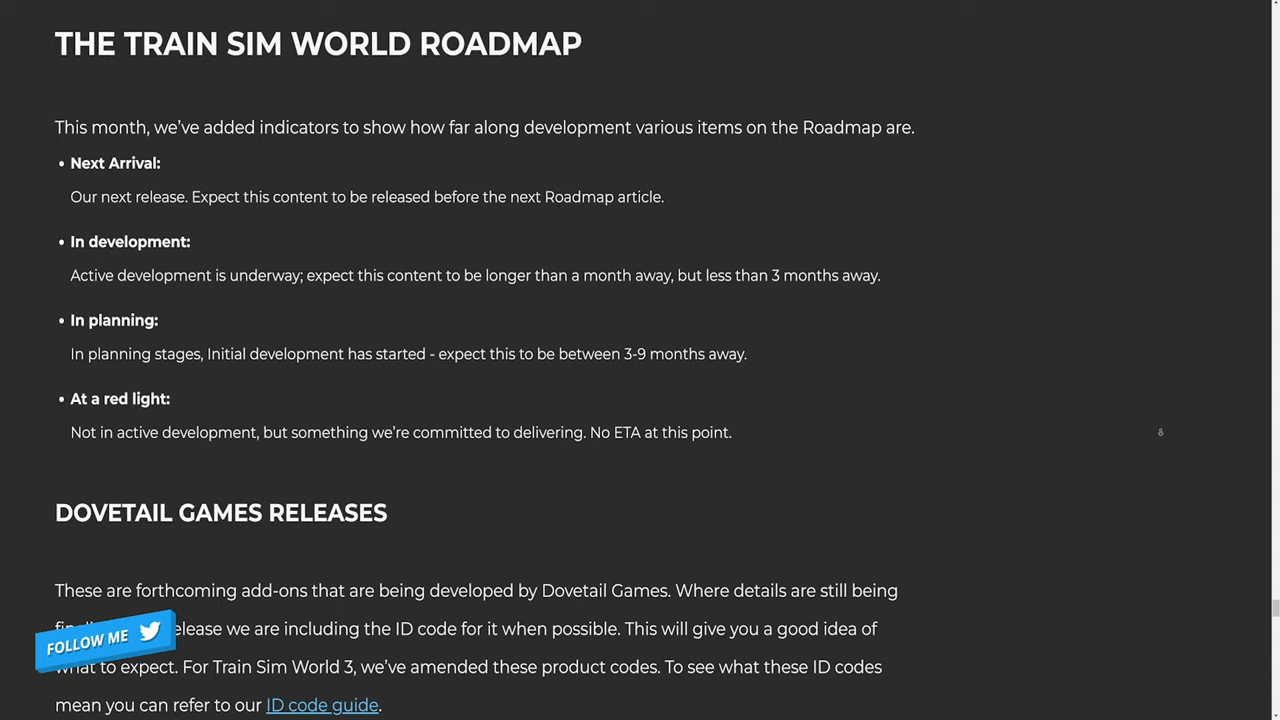 THE TRAIN SIM WORLD ROADMAP
This month, we've added indicators to show how far along development various items on the Roadmap are.
• Next Arrival:
Our next release. Expect this content to be released before the next Roadmap article.
• In development:
Active development is underway; expect this content to be longer than a month away, but less than 3 months away.
• In planning:
In planning stages, Initial development has started - expect this to be between 3-9 months away.
• At a red light:
Not in active development, but something we're committed to delivering. No ETA at this point.
DOVETAIL GAMES RELEASES
These are forthcoming add-ons that are being developed by Dovetail Games. Where details are still being
elease we are including the ID code for it when possible. This will give you a good idea of
what to expect. For Train Sim World 3, we've amended these product codes. To see what these ID codes
mean you can refer to our ID code guide.
FOLLOW ME